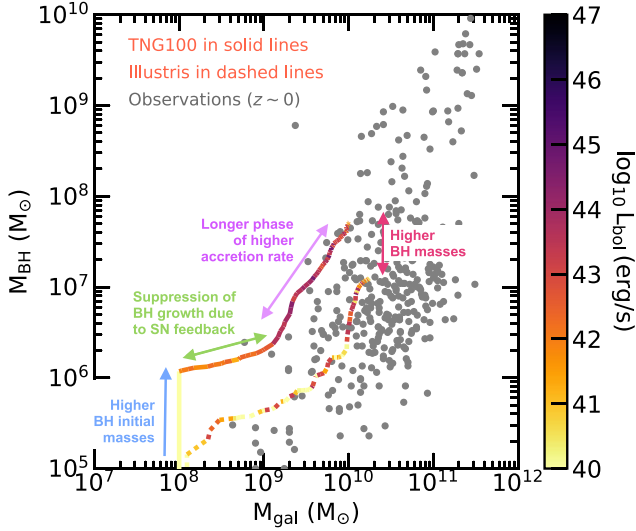 TNG100 in solid lines
Illustris in dashed lines
Observations (z ~ 0)
Longer phase
of higher
accretion rate
Higher
BH masses
Suppression of
BH growth due
to SN feedback
Higher
BH initial
masses
10^10
10^9
10^8
10^7
10^6
10^5
M_BH (M_⊙)
10^7 10^8 10^9 10^10 10^11 10^12
M_gal (M_⊙)
47
46
45
44
43
42
41
40
log_10 L_bol (erg/s)